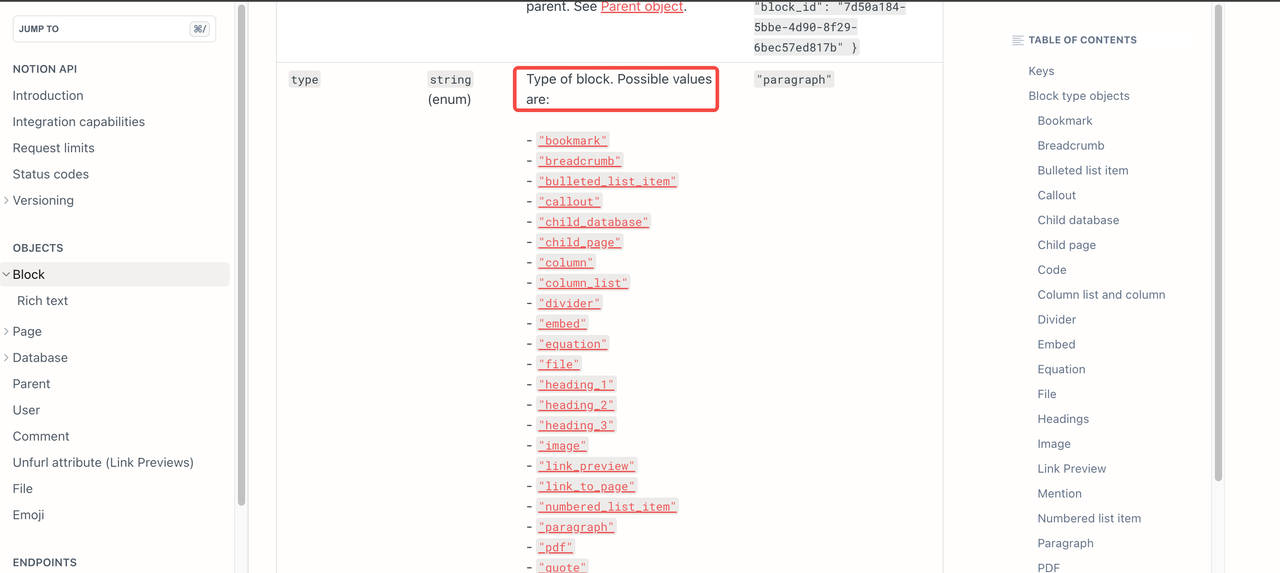 JUMP TO
⌘/
NOTION API
Introduction
Integration capabilities
Request limits
Status codes
Versioning
OBJECTS
Block
Rich text
Page
Database
Parent
User
Comment
Unfurl attribute (Link Previews)
File
Emoji
ENDPOINTS
parent. See Parent object.
"block_id": "7d50a184-
5bbe-4d90-8f29-
6bec57ed817b" }
type
string
(enum)
Type of block. Possible values
are:
"paragraph"
- "bookmark"
- "breadcrumb"
- "bulleted_list_item"
- "callout"
- "child_database"
- "child_page"
- "column"
- "column_list"
- "divider"
- "embed"
- "equation"
- "file"
- "heading_1"
- "heading_2"
- "heading_3"
- "image"
- "link_preview"
- "link_to_page"
- "numbered_list_item"
- "paragraph"
- "pdf"
- "quote"
TABLE OF CONTENTS
Keys
Block type objects
Bookmark
Breadcrumb
Bulleted list item
Callout
Child database
Child page
Code
Column list and column
Divider
Embed
Equation
File
Headings
Image
Link Preview
Mention
Numbered list item
Paragraph
PDF